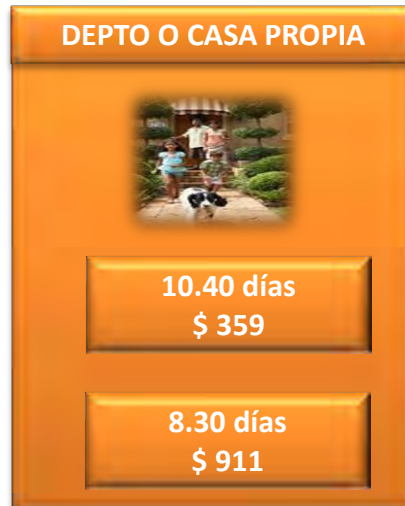 DEPTO O CASA PROPIA
10.40 días
$ 359
8.30 días
$ 911